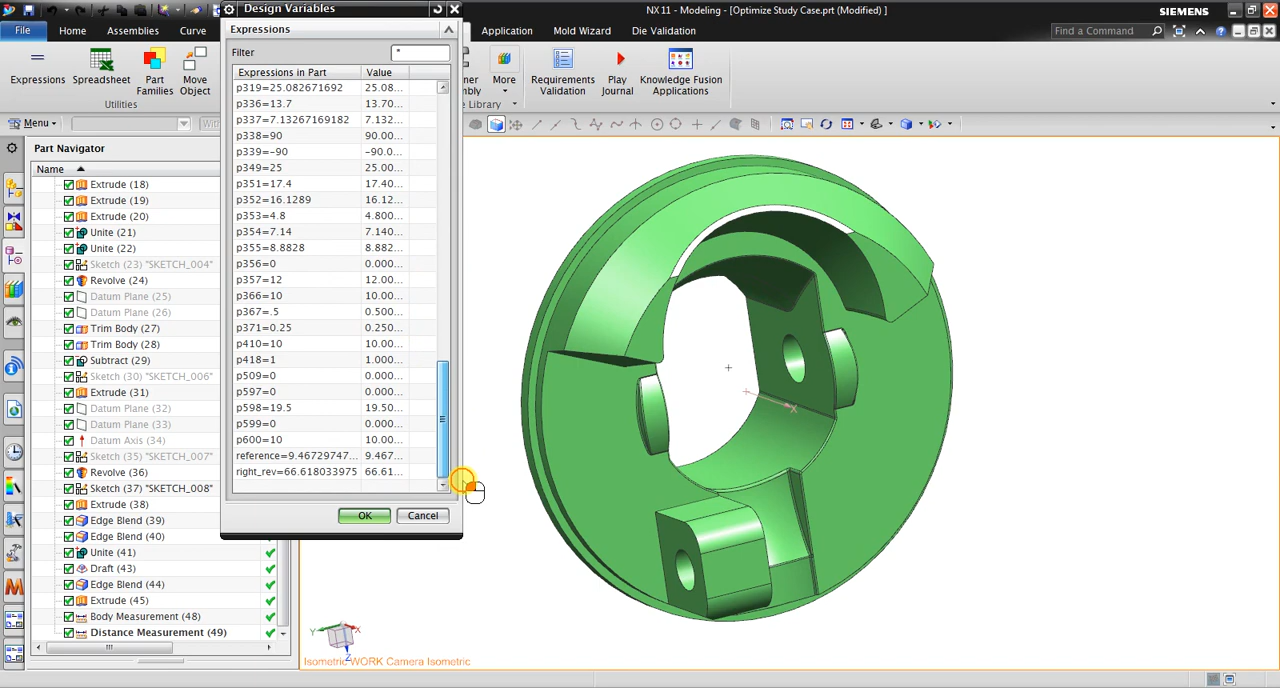 Design Variables
NX 11 - Modeling - [Optimize Study Case.prt (Modified) ]
SIEMENS
File
Home
Assemblies
Curve
Application
Mold Wizard
Die Validation
Find a Command
Expressions
Spreadsheet
Part Families
Move Object
Utilities
More
Requirements Validation
Play Journal
Knowledge Fusion Applications
Menu
Part Navigator
Name
Extrude (18)
Extrude (19)
Extrude (20)
Unite (21)
Unite (22)
Sketch (23) "SKETCH_004"
Revolve (24)
Datum Plane (25)
Datum Plane (26)
Trim Body (27)
Trim Body (28)
Subtract (29)
Sketch (30) "SKETCH_006"
Extrude (31)
Datum Plane (32)
Datum Plane (33)
Datum Axis (34)
Sketch (35) "SKETCH_007"
Revolve (36)
Sketch (37) "SKETCH_008"
Extrude (38)
Edge Blend (39)
Edge Blend (40)
Unite (41)
Draft (43)
Edge Blend (44)
Extrude (45)
Body Measurement (48)
Distance Measurement (49)
Expressions
Filter
*
Expressions in Part Value
p319=25.082671692 25.08...
p336=13.7 13.70...
p337=7.13267169182 7.132...
p338=90 90.00...
p339=-90 -90.0...
p349=25 25.00...
p351=17.4 17.40...
p352=16.1289 16.12...
p353=4.8 4.800...
p354=7.14 7.140...
p355=8.8828 8.882...
p356=0 0.000...
p357=12 12.00...
p366=10 10.00...
p367=.5 0.500...
p371=0.25 0.250...
p410=10 10.00...
p418=1 1.000...
p509=0 0.000...
p597=0 0.000...
p598=19.5 19.50...
p599=0 0.000...
p600=10 10.00...
reference=9.46729747... 9.467...
right_rev=66.618033975 66.61...
OK
Cancel
X
Y
X
Z
Isometric WORK Camera Isometric